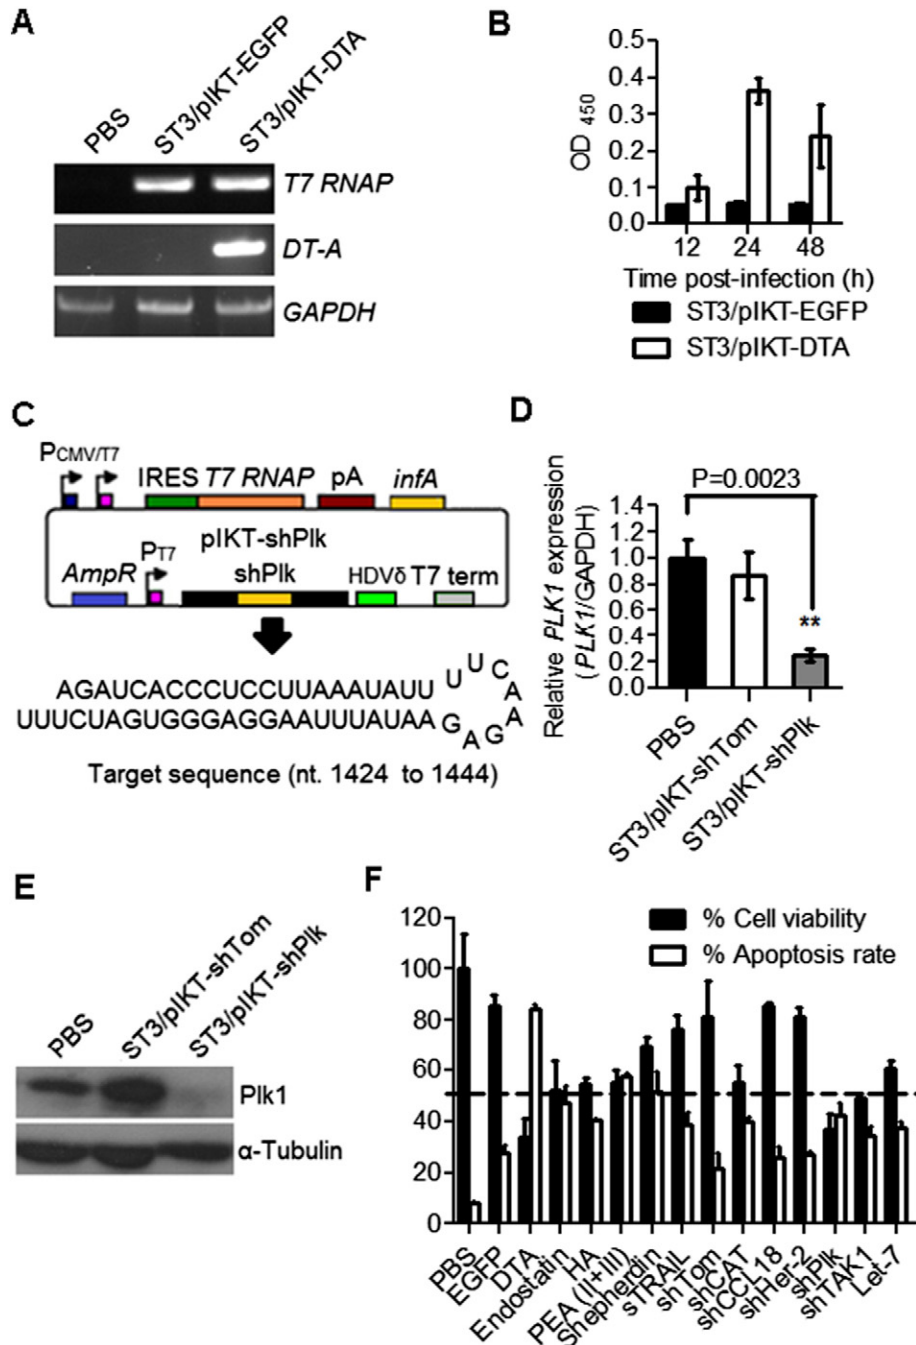 A
PBS
ST3/pIKT-EGFP
ST3/pIKT-DTA
T7 RNAP
DT-A
GAPDH
B
OD 450
0.5
0.4
0.3
0.2
0.1
0.0
12 24 48
Time post-infection (h)
ST3/pIKT-EGFP
ST3/pIKT-DTA
C
PCMV/T7
IRES T7 RNAP pA infA
pIKT-shPlk
AmpR PT7 shPlk HDVδ T7 term
AGAUCACCCUCCUUAAAUAUU
UUCAAGAGA
UUUCUAGUGGGAGGAAUUUAUAA
Target sequence (nt. 1424 to 1444)
D
P=0.0023
Relative PLK1 expression
(PLK1/GAPDH)
1.4
1.2
1.0
0.8
0.6
0.4
0.2
0.0
**
PBS
ST3/pIKT-shTom
ST3/pIKT-shPlk
E
PBS
ST3/pIKT-shTom
ST3/pIKT-shPlk
Plk1
α-Tubulin
F
% Cell viability
% Apoptosis rate
120
100
80
60
40
20
0
PBS
EGFP
DTA
Endostatin
HA
PEA (II+III)
Shepherdin
sTRAIL
shTom
shCAT
shCCL18
shHer-2
shPlk
shTAK1
Let-7